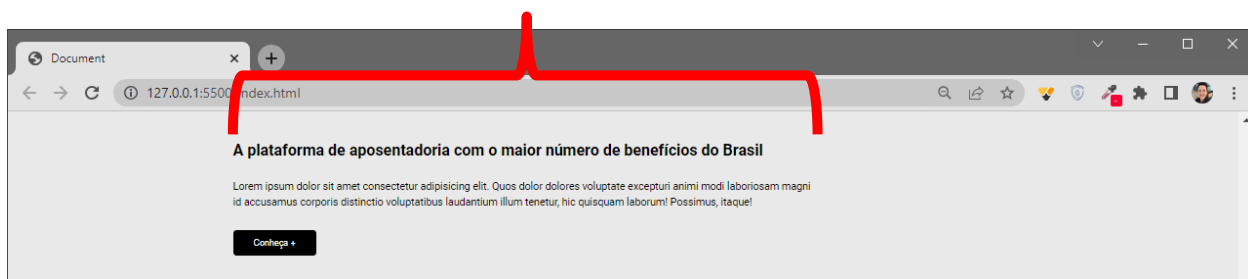 Document
127.0.0.1:5500/index.html
A plataforma de aposentadoria com o maior número de benefícios do Brasil
Lorem ipsum dolor sit amet consectetur adipisicing elit. Quos dolor dolores voluptate excepturi animi modi laboriosam magni
id accusamus corporis distinctio voluptatibus laudantium illum tenetur, hic quisquam laborum! Possimus, itaque!
Conheça +